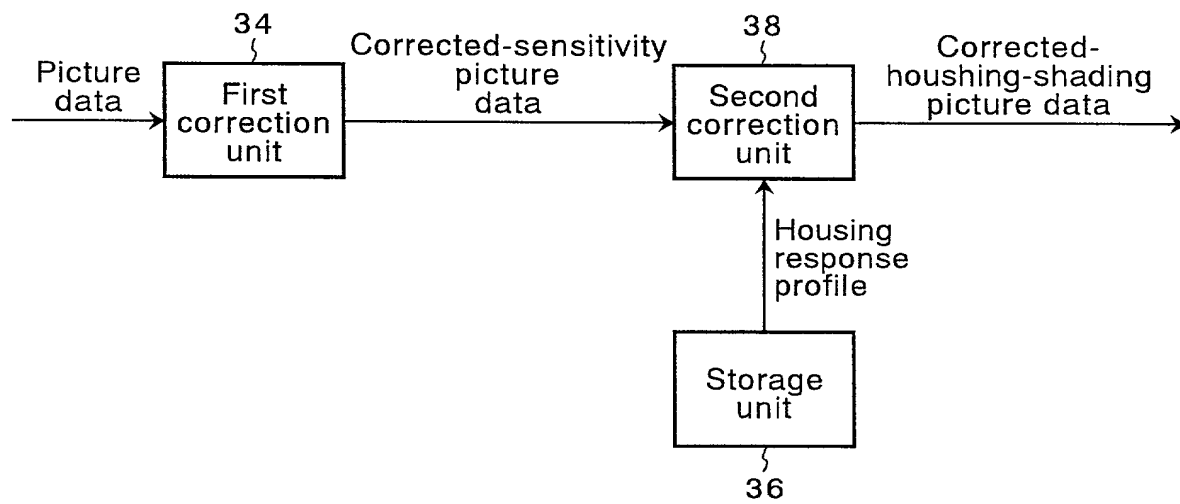 34
38
Picture
data
First
correction
unit
Corrected-sensitivity
picture
data
Second
correction
unit
Corrected-
houshing-shading
picture data
Housing
response
profile
Storage
unit
36